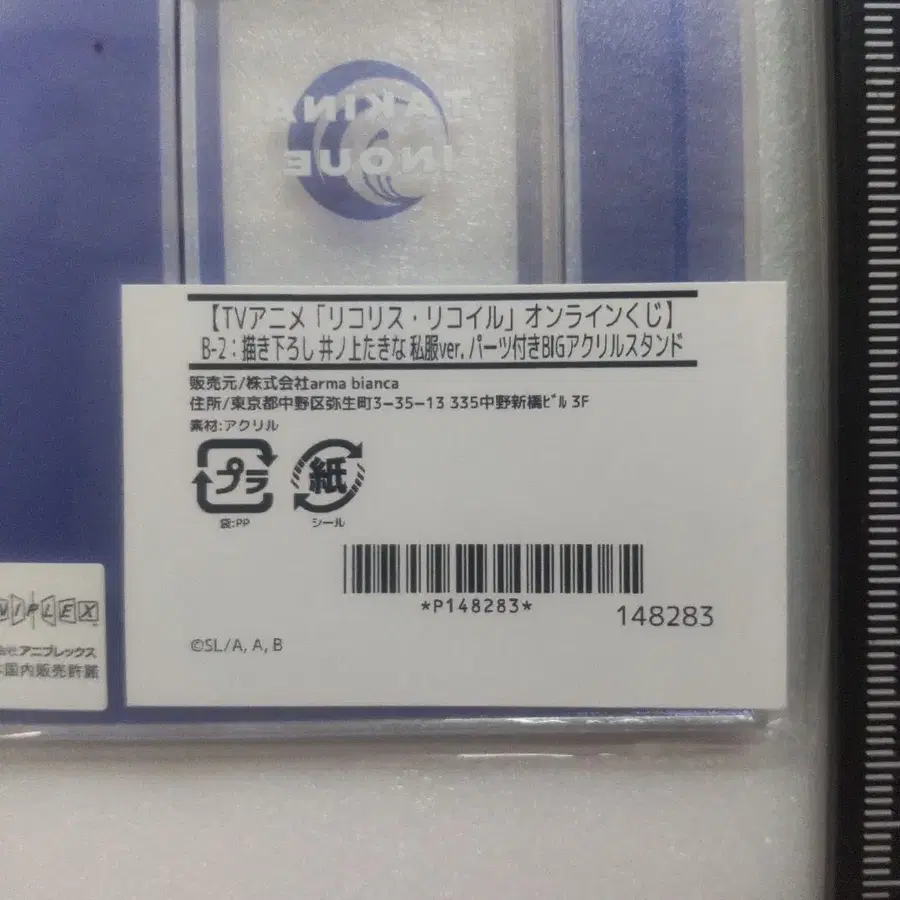 TAKINA
INOUE
【TVアニメ「リコリス・リコイル」オンラインくじ】
B-2：描き下ろし 井ノ上たきな 私服ver. パーツ付きBIGアクリルスタンド
販売元/株式会社arma bianca
住所/東京都中野区弥生町3-35-13 335中野新橋ﾋﾞﾙ 3F
素材:アクリル
プラ 紙
袋:PP シール
*P148283*
148283
©SL/A, A, B
IPLEX
アニプレックス
国内販売許諾